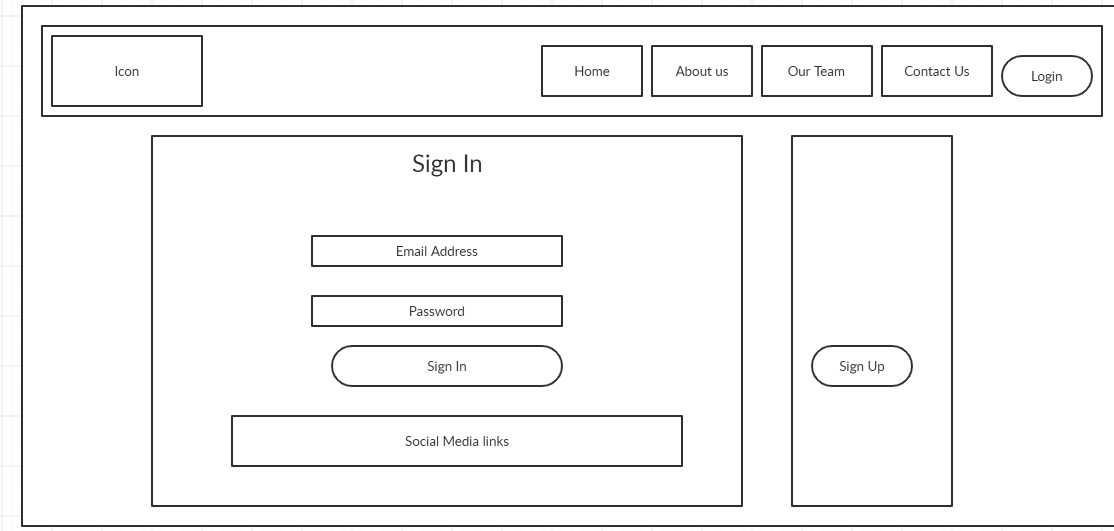 Icon
Home
About us
Our Team
Contact Us
Login
Sign In
Email Address
Password
Sign In
Social Media links
Sign Up